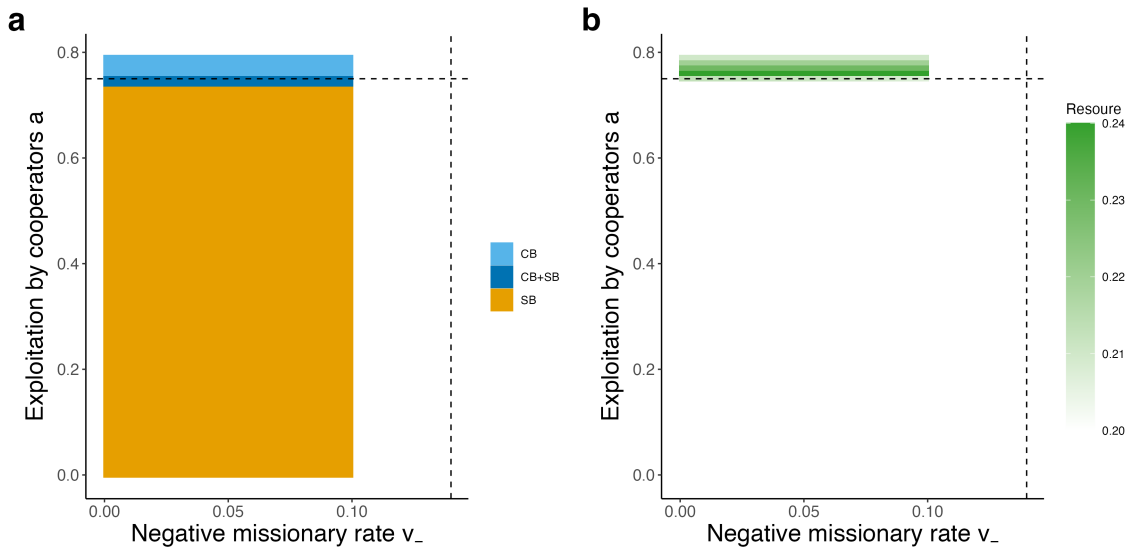 a
Exploitation by cooperators a
0.8
0.6
0.4
0.2
0.0
0.00 0.05 0.10
Negative missionary rate v_
CB
CB+SB
SB
b
Exploitation by cooperators a
0.8
0.6
0.4
0.2
0.0
0.00 0.05 0.10
Negative missionary rate v_
Resoure
0.24
0.23
0.22
0.21
0.20